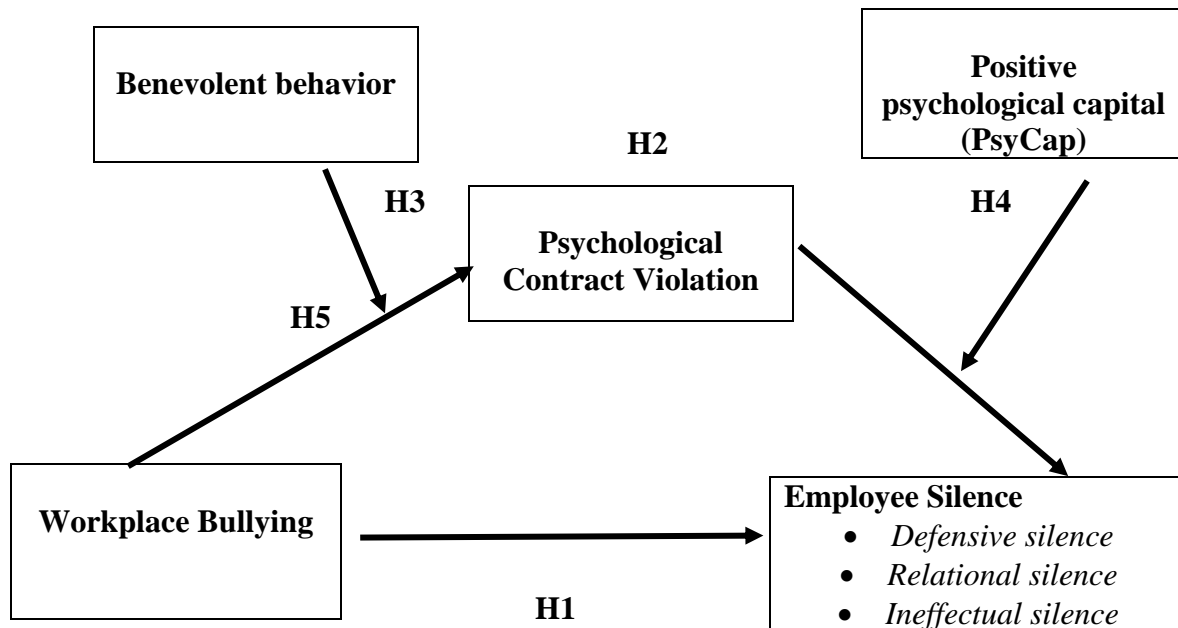 Benevolent behavior
Positive
psychological capital
(PsyCap)
H2
H3
H4
Psychological
Contract Violation
H5
Workplace Bullying
Employee Silence
• Defensive silence
• Relational silence
• Ineffectual silence
H1